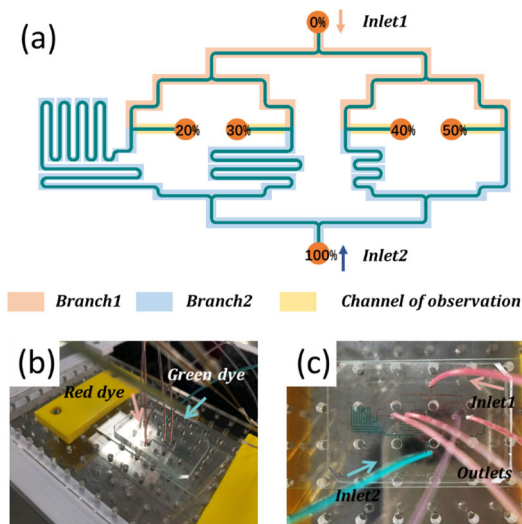 (a)
0%
Inlet1
20%
30%
40%
50%
100%
Inlet2
Branch1
Branch2
Channel of observation
(b)
Red dye
Green dye
(c)
Inlet1
Outlets
Inlet2